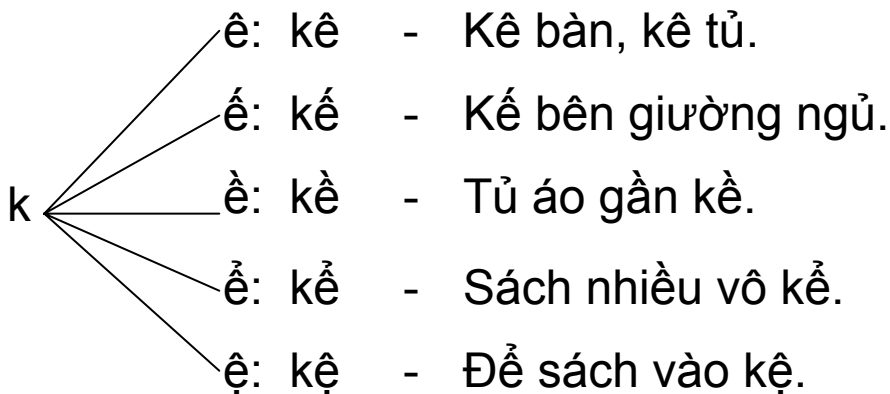 ê: kê - Kê bàn, kê tủ.
ế: kế - Kế bên giường ngủ.
k ề: kề - Tủ áo gần kề.
ể: kể - Sách nhiều vô kể.
ệ: kệ - Để sách vào kệ.